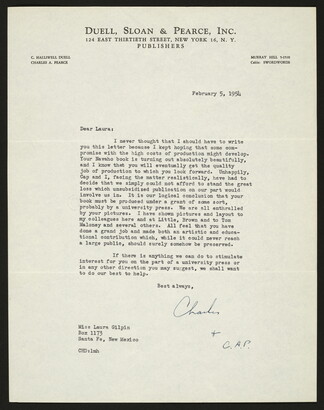 DUELL, SLOAN & PEARCE, INC.
124 EAST THIRTIETH STREET, NEW YORK 16, N. Y.
PUBLISHERS
C. HALLIWELL DUELL
CHARLES A. PEARCE
MURRAY HILL
Cable: SWORDWORDS
February 5, 1954
Dear Laura:
I never thought that I should have to write
you this letter because I kept hoping that some com-
promise with the high costs of production might develop.
Your Navaho book is turning out absolutely beautifully,
and I know that you will eventually get the quality
job of production to which you look forward. Unhappily,
Cap and I, facing the matter realistically, have had to
decide that we simply could not afford to stand the great
loss which unsubsidized publication on our part would
involve us in. It is our logical conclusion that your
book must be produced under a grant of some sort,
probably by a university press. We are all enthralled
by your pictures. I have shown pictures and layout to
my colleagues here and at Little, Brown and to Tom
Maloney and several others. All feel that you have
done a grand job and made both an artistic and educa-
tional contribution which, while it could never reach
a large public, should surely somehow be preserved.
If there is anything we can do to stimulate
interest for you on the part of a university press or
in any other direction you may suggest, we shall want
to do our best to help.
Best always,
Charles
+
C.A.P.
Miss Laura Gilpin
Box 1173
Santa Fe, New Mexico
CHD:lmh